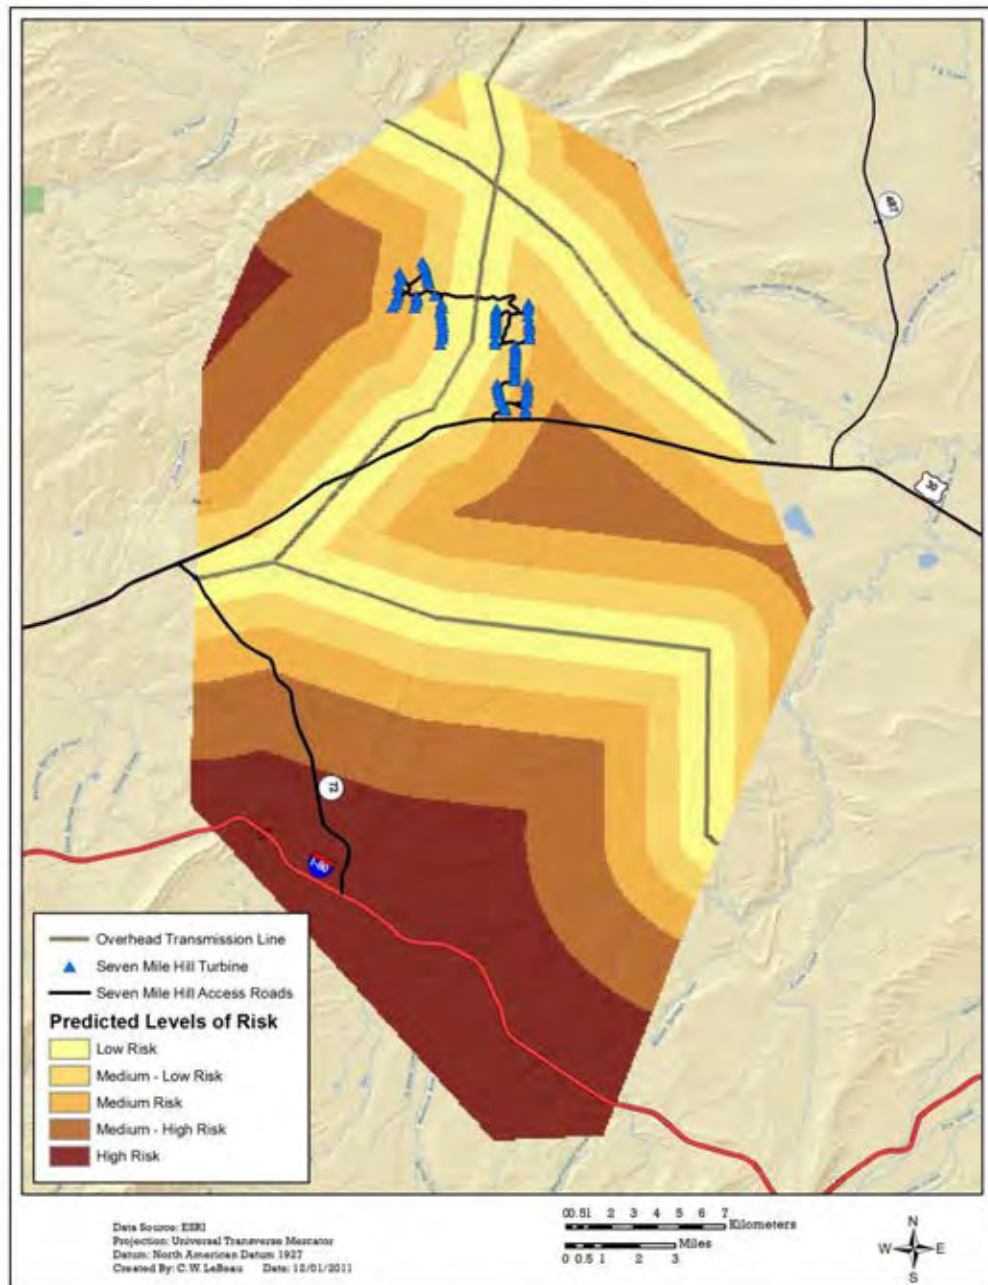 487
30
72
I-80
Overhead Transmission Line
Seven Mile Hill Turbine
Seven Mile Hill Access Roads
Predicted Levels of Risk
Low Risk
Medium - Low Risk
Medium Risk
Medium - High Risk
High Risk
Data Source: ESRI
Projection: Universal Transverse Mercator
Datum: North American Datum 1927
Created By: C.W. LeBeau Date: 12/01/2011
0 0.5 1 2 3 4 5 6 7
Kilometers
Miles
0 0.5 1 2 3
N
W E
S